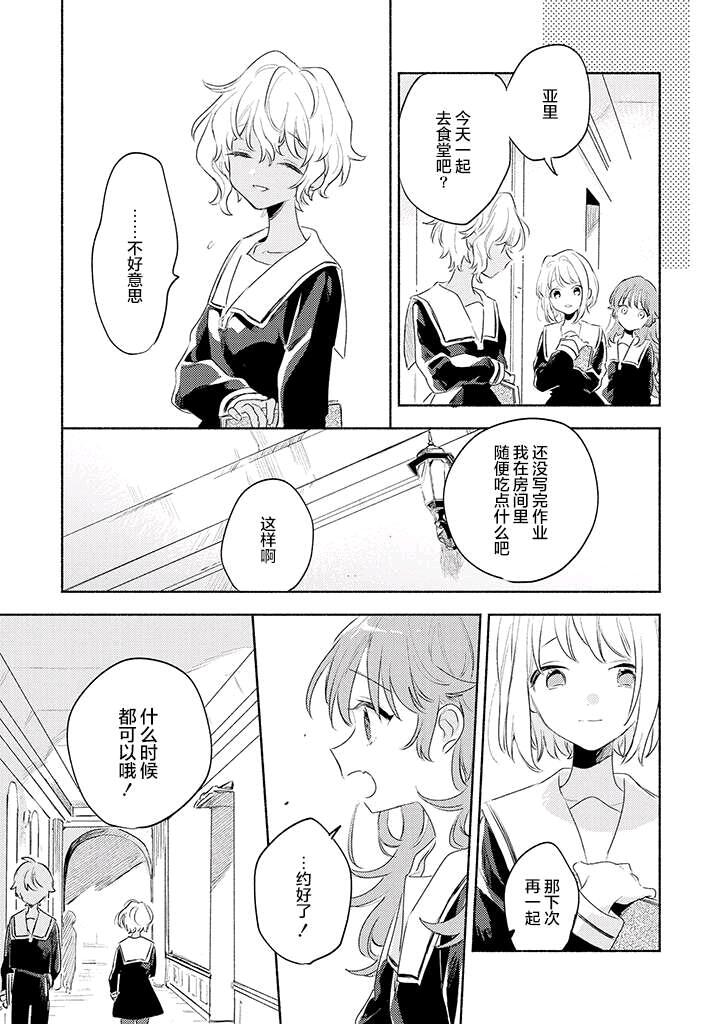 亚里
今天一起
去食堂吧？
……不好意思
还没写完作业
我在房间里
随便吃点什么吧
这样啊
那下次
再一起
…约好了！
什么时候
都可以哦！